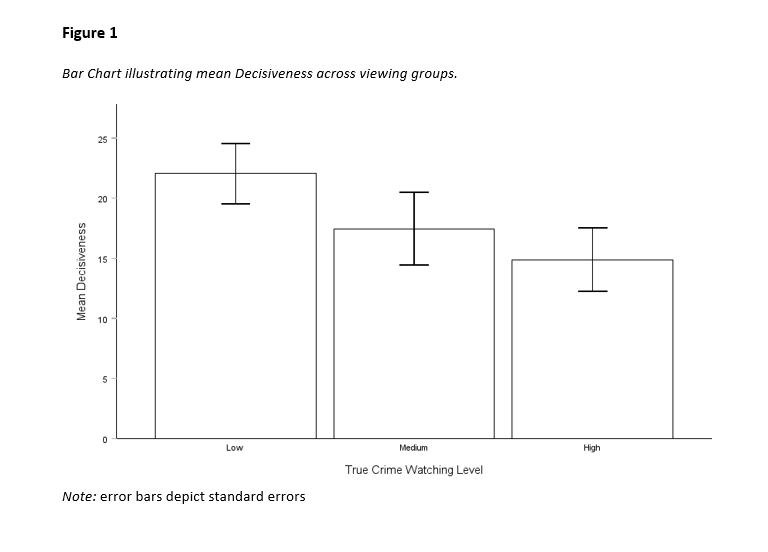 Figure 1
Bar Chart illustrating mean Decisiveness across viewing groups.
25
20
15
10
5
0
Mean Decisiveness
Low Medium High
True Crime Watching Level
Note: error bars depict standard errors